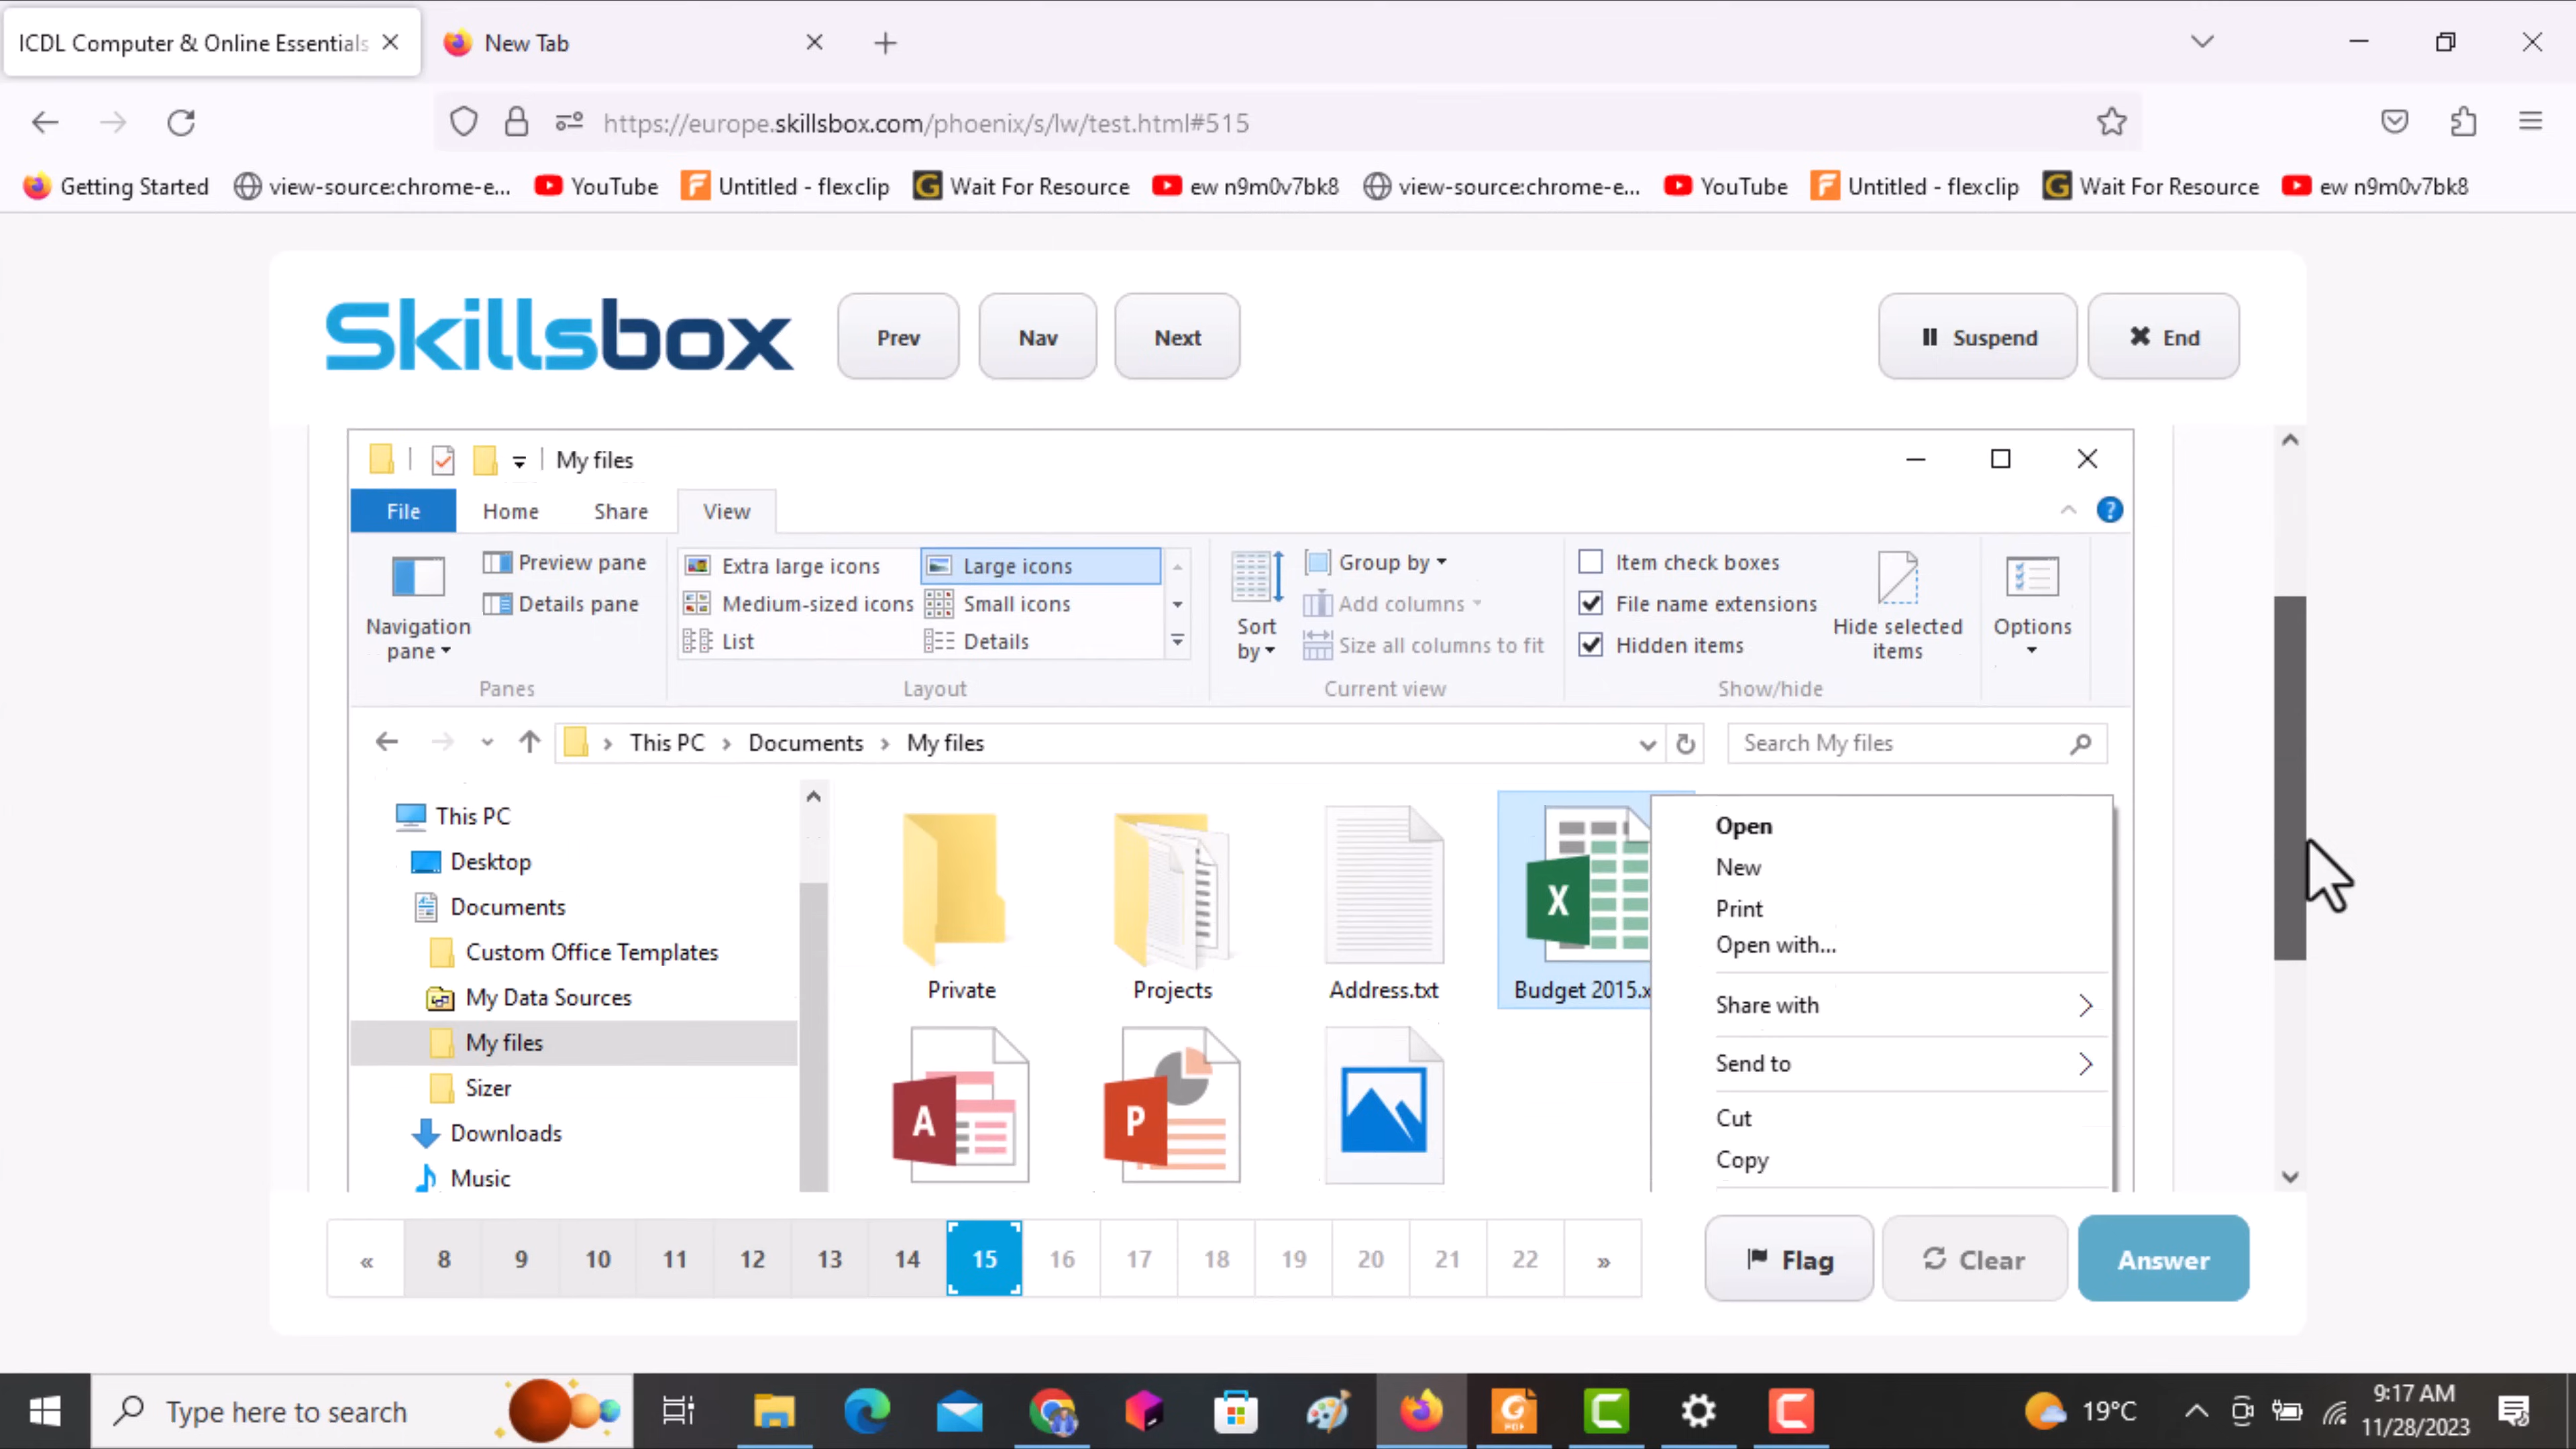 ICDL Computer & Online Essentials
New Tab
https://europe.skillsbox.com/phoenix/s/lw/test.html#515
Getting Started view-source:chrome-e... YouTube Untitled - flexclip Wait For Resource ew n9m0v7bk8 view-source:chrome-e... YouTube Untitled - flexclip Wait For Resource ew n9m0v7bk8
Skillsbox Prev Nav Next Suspend End
My files
File Home Share View
Preview pane
Details pane
Navigation pane
Panes
Extra large icons Large icons
Medium-sized icons Small icons
List Details
Layout
Sort by
Group by
Add columns
Size all columns to fit
Current view
Item check boxes
File name extensions
Hidden items
Hide selected items
Show/hide
Options
This PC > Documents > My files
Search My files
This PC
Desktop
Documents
Custom Office Templates
My Data Sources
My files
Sizer
Downloads
Music
Private Projects Address.txt Budget 2015.x
X
A
P
Open
New
Print
Open with...
Share with
Send to
Cut
Copy
« 8 9 10 11 12 13 14 15 16 17 18 19 20 21 22 »
Flag Clear Answer
Type here to search
19°C
9:17 AM
11/28/2023